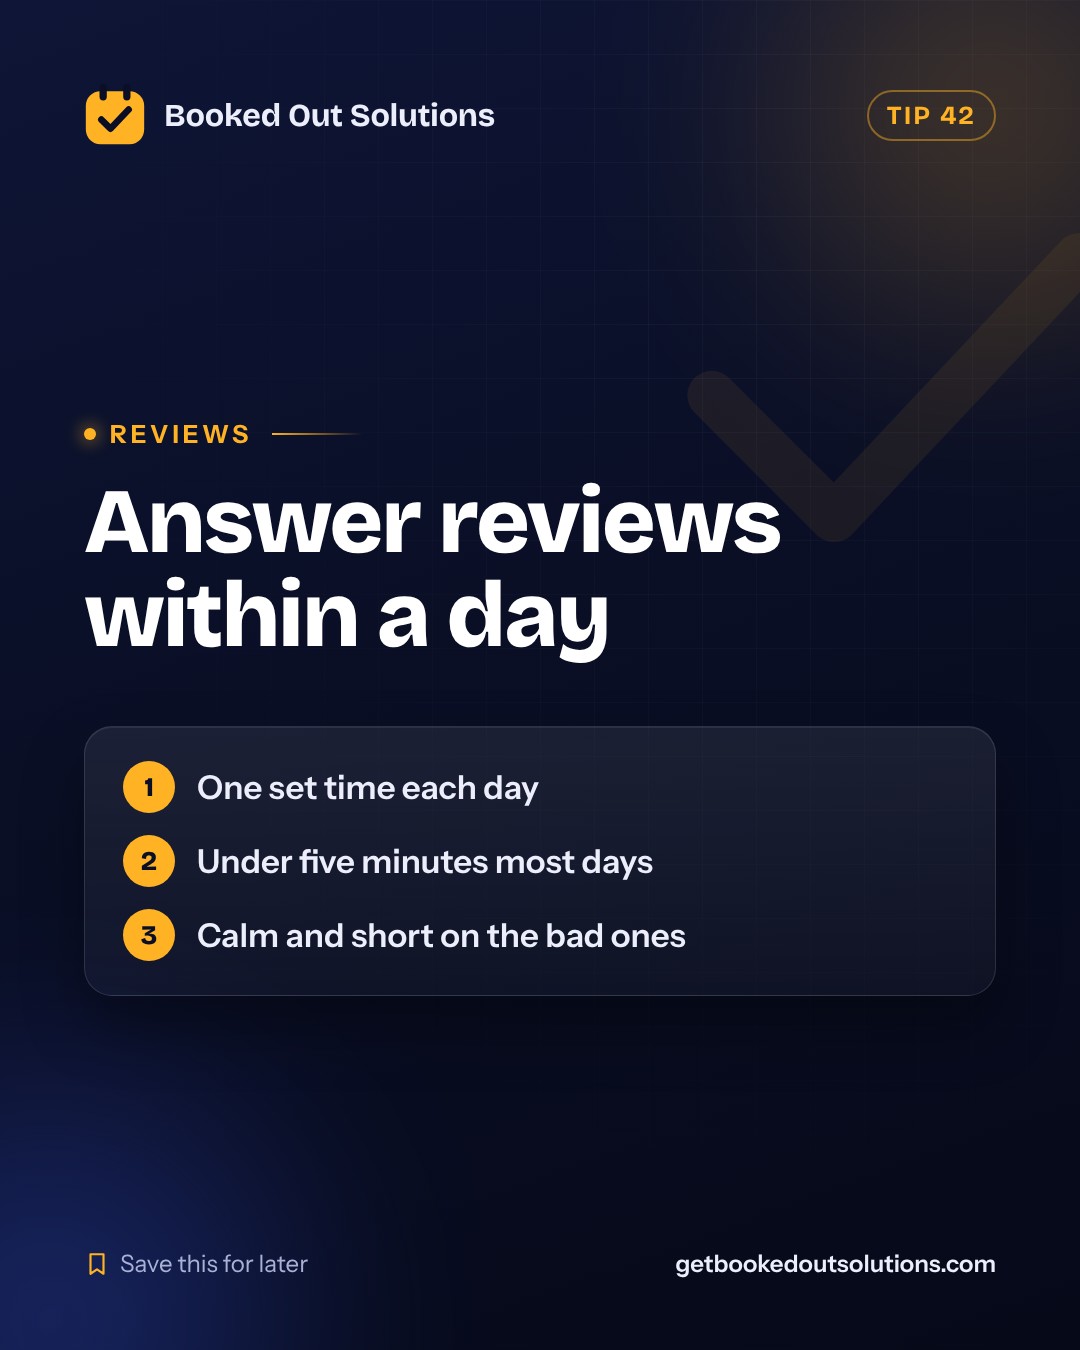 Booked Out Solutions
TIP 42
REVIEWS
Answer reviews
within a day
1 One set time each day
2 Under five minutes most days
3 Calm and short on the bad ones
Save this for later
getbookedoutsolutions.com